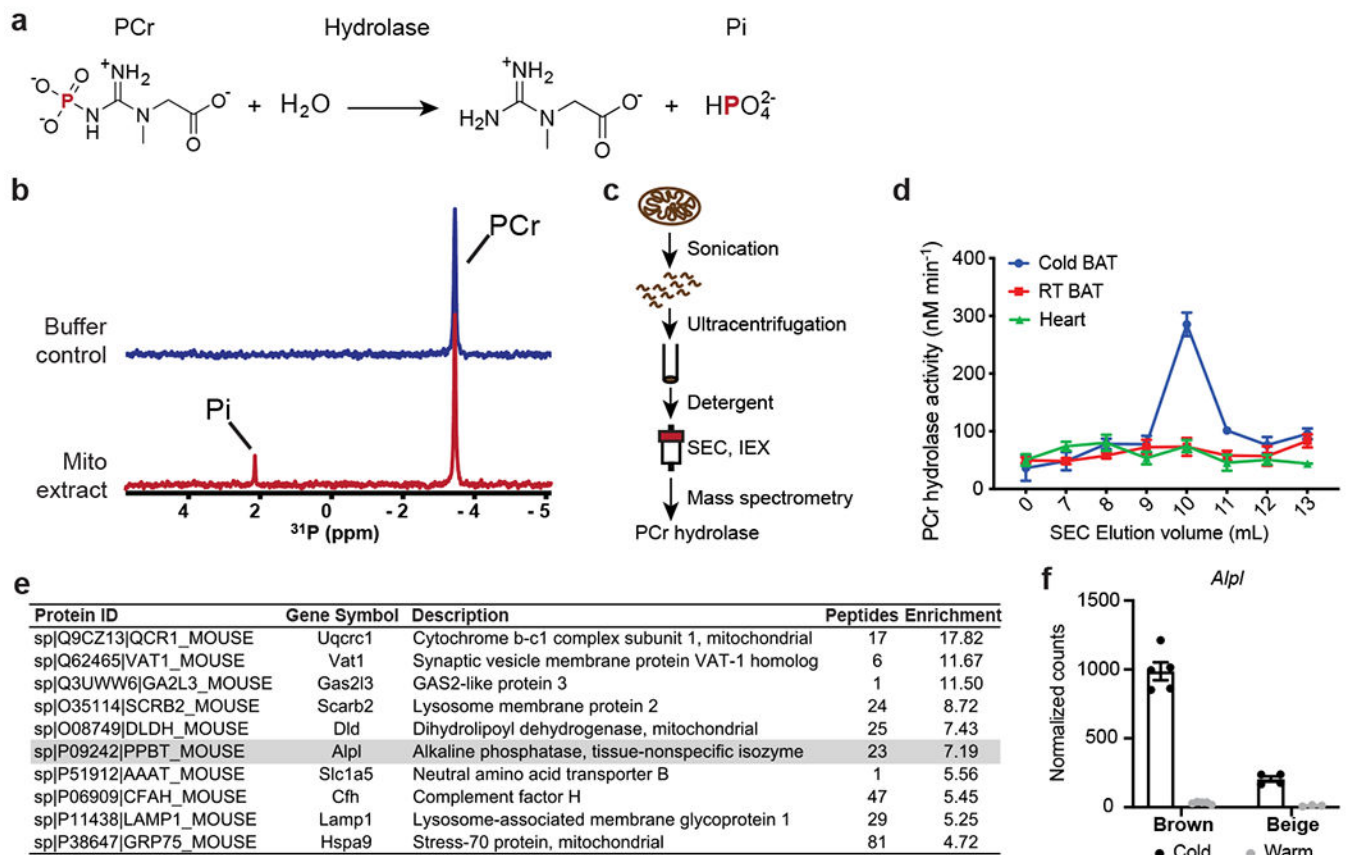 a
PCr Hydrolase Pi
+NH2 +NH2
-O O
P O- O-
-O N N + H2O H2N N + HPO4 2-
H O O
b
PCr
Buffer
control
Pi
Mito
extract
4 2 0 - 2 - 4 - 5
31P (ppm)
c
Sonication
Ultracentrifugation
Detergent
SEC, IEX
Mass spectrometry
PCr hydrolase
d
PCr hydrolase activity (nM min-1)
400
300
200
100
0
Cold BAT
RT BAT
Heart
0 7 8 9 10 11 12 13
SEC Elution volume (mL)
e
Protein ID Gene Symbol Description Peptides Enrichment
sp|Q9CZ13|QCR1_MOUSE Uqcrc1 Cytochrome b-c1 complex subunit 1, mitochondrial 17 17.82
sp|Q62465|VAT1_MOUSE Vat1 Synaptic vesicle membrane protein VAT-1 homolog 6 11.67
sp|Q3UWW6|GA2L3_MOUSE Gas2l3 GAS2-like protein 3 1 11.50
sp|O35114|SCRB2_MOUSE Scarb2 Lysosome membrane protein 2 24 8.72
sp|O08749|DLDH_MOUSE Dld Dihydrolipoyl dehydrogenase, mitochondrial 25 7.43
sp|P09242|PPBT_MOUSE Alpl Alkaline phosphatase, tissue-nonspecific isozyme 23 7.19
sp|P51912|AAAT_MOUSE Slc1a5 Neutral amino acid transporter B 1 5.56
sp|P06909|CFAH_MOUSE Cfh Complement factor H 47 5.45
sp|P11438|LAMP1_MOUSE Lamp1 Lysosome-associated membrane glycoprotein 1 29 5.25
sp|P38647|GRP75_MOUSE Hspa9 Stress-70 protein, mitochondrial 81 4.72
f
Alpl
Normalized counts
1500
1000
500
0
Brown Beige
Cold Warm